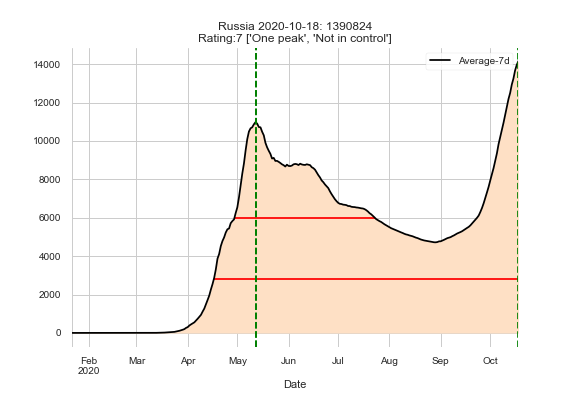 Russia 2020-10-18: 1390824
Rating:7 ['One peak', 'Not in control']
Average-7d
14000
12000
10000
8000
6000
4000
2000
0
Feb Mar Apr May Jun Jul Aug Sep Oct
2020
Date